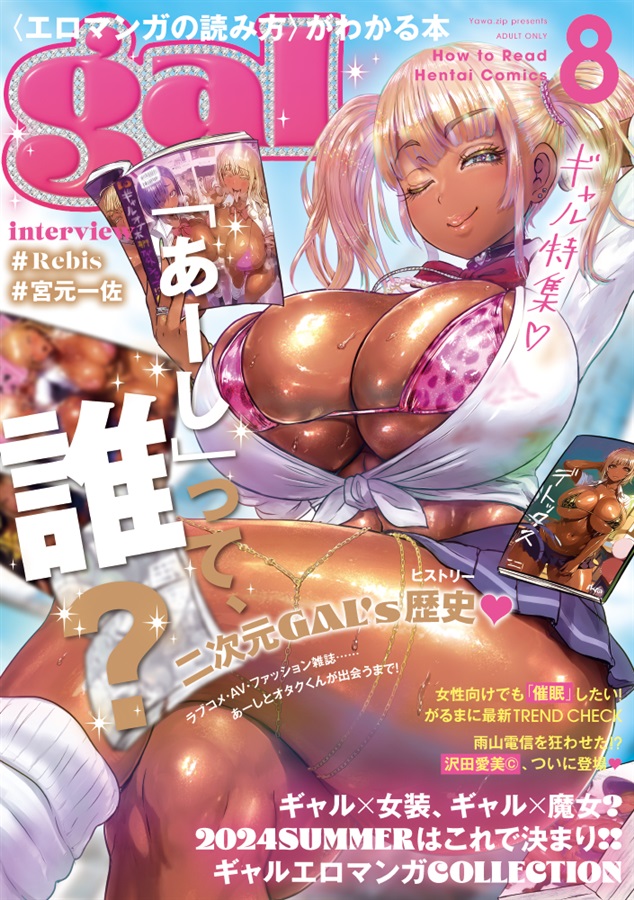 〈エロマンガの読み方〉がわかる本
Yawa.zip presents
ADULT ONLY
How to Read
Hentai Comics
8
gal
interview
#Rebis
#宮元一佐
ギャル特集♡
「あーし」って、
誰?
デトックス
二次元GAL's歴史♥
ヒストリー
ラブコメ・AV・ファッション雑誌……
あーしとオタクくんが出会うまで!
女性向けでも「催眠」したい!
がるまに最新TREND CHECK
雨山電信を狂わせた!?
沢田愛美©、ついに登場♥
ギャル×女装、ギャル×魔女?
2024SUMMERはこれで決まり!!
ギャルエロマンガCOLLECTION